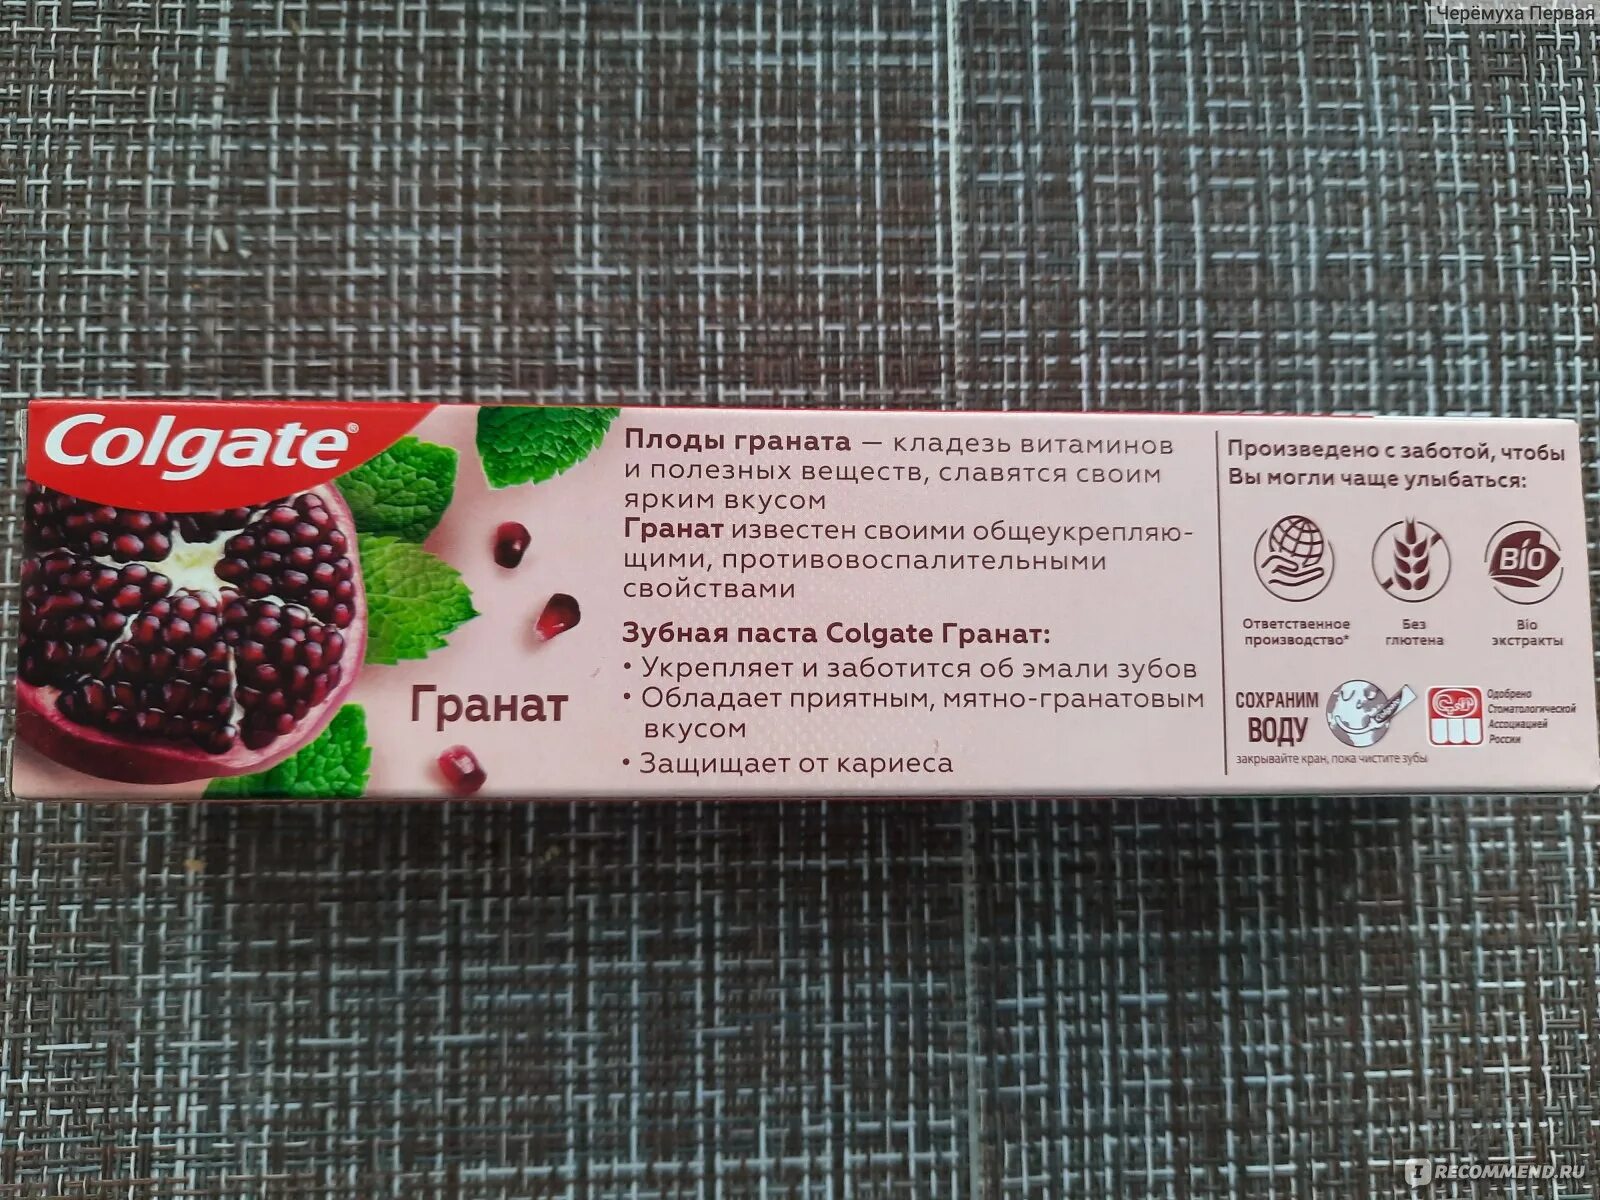 Черёмуха Первая
Colgate®
Гранат
Плоды граната — кладезь витаминов
и полезных веществ, славятся своим
ярким вкусом
Гранат известен своими общеукрепляю-
щими, противовоспалительными
свойствами
Зубная паста Colgate Гранат:
• Укрепляет и заботится об эмали зубов
• Обладает приятным, мятно-гранатовым
вкусом
• Защищает от кариеса
Произведено с заботой, чтобы
Вы могли чаще улыбаться:
BIO
Ответственное
производство*
Без
глютена
Bio
экстракты
СОХРАНИМ
ВОДУ
закрывайте кран, пока чистите зубы
Одобрено
Стоматологической
Ассоциацией
России
IRECOMMEND.RU